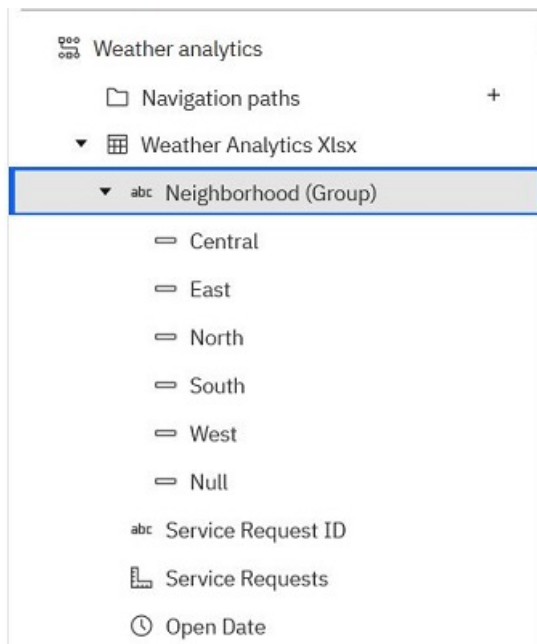 Weather analytics
Navigation paths +
Weather Analytics Xlsx
abc Neighborhood (Group)
Central
East
North
South
West
Null
abc Service Request ID
Service Requests
Open Date